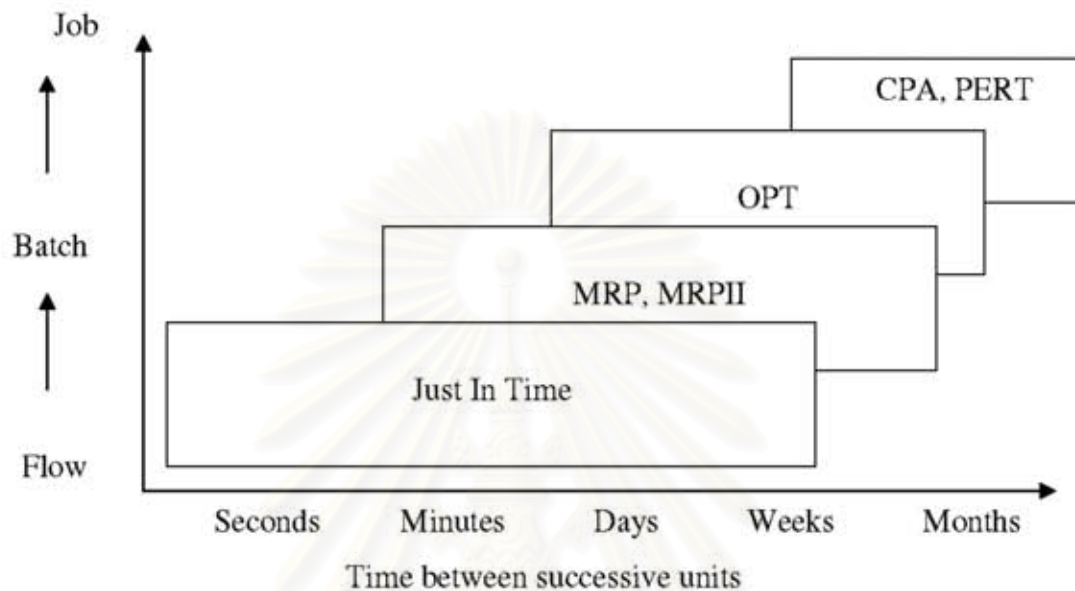 Job
CPA, PERT
OPT
Batch
MRP, MRPII
Just In Time
Flow
Seconds Minutes Days Weeks Months
Time between successive units